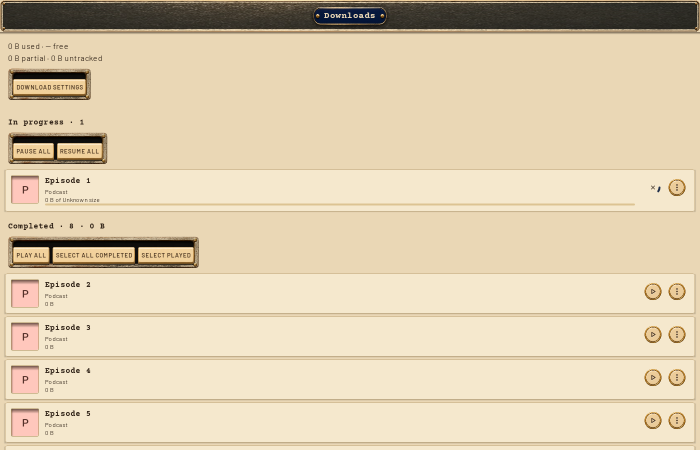 Downloads
0 B used · — free
0 B partial · 0 B untracked
DOWNLOAD SETTINGS
In progress · 1
PAUSE ALL RESUME ALL
P
Episode 1
Podcast
0 B of Unknown size
Completed · 8 · 0 B
PLAY ALL SELECT ALL COMPLETED SELECT PLAYED
P
Episode 2
Podcast
0 B
P
Episode 3
Podcast
0 B
P
Episode 4
Podcast
0 B
P
Episode 5
Podcast
0 B